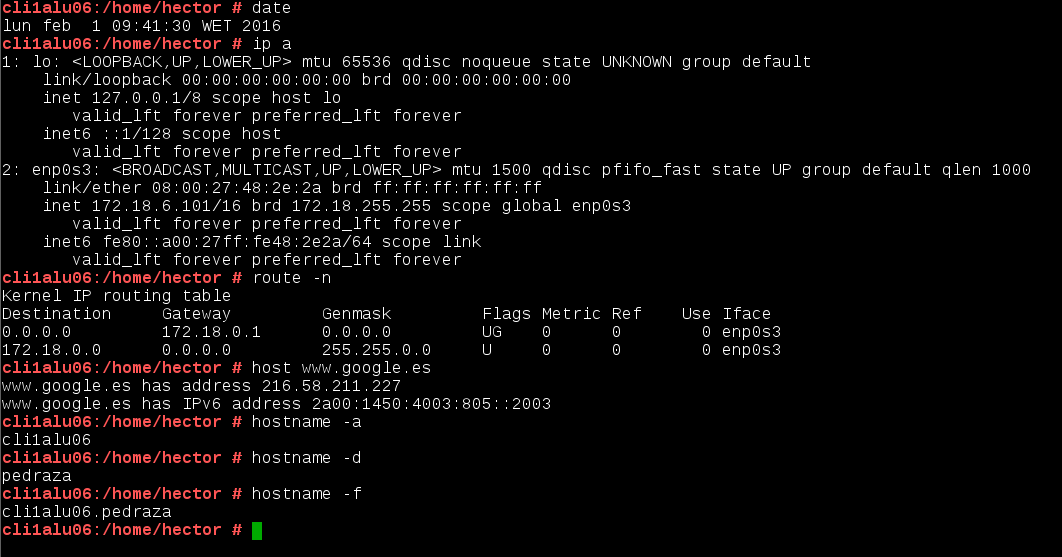 cli1alu06:/home/hector # date
lun feb  1 09:41:30 WET 2016
cli1alu06:/home/hector # ip a
1: lo: <LOOPBACK,UP,LOWER_UP> mtu 65536 qdisc noqueue state UNKNOWN group default
    link/loopback 00:00:00:00:00:00 brd 00:00:00:00:00:00
    inet 127.0.0.1/8 scope host lo
       valid_lft forever preferred_lft forever
    inet6 ::1/128 scope host
       valid_lft forever preferred_lft forever
2: enp0s3: <BROADCAST,MULTICAST,UP,LOWER_UP> mtu 1500 qdisc pfifo_fast state UP group default qlen 1000
    link/ether 08:00:27:48:2e:2a brd ff:ff:ff:ff:ff:ff
    inet 172.18.6.101/16 brd 172.18.255.255 scope global enp0s3
       valid_lft forever preferred_lft forever
    inet6 fe80::a00:27ff:fe48:2e2a/64 scope link
       valid_lft forever preferred_lft forever
cli1alu06:/home/hector # route -n
Kernel IP routing table
Destination     Gateway         Genmask         Flags Metric Ref    Use Iface
0.0.0.0         172.18.0.1      0.0.0.0         UG    0      0        0 enp0s3
172.18.0.0      0.0.0.0         255.255.0.0     U     0      0        0 enp0s3
cli1alu06:/home/hector # host www.google.es
www.google.es has address 216.58.211.227
www.google.es has IPv6 address 2a00:1450:4003:805::2003
cli1alu06:/home/hector # hostname -a
cli1alu06
cli1alu06:/home/hector # hostname -d
pedraza
cli1alu06:/home/hector # hostname -f
cli1alu06.pedraza
cli1alu06:/home/hector #